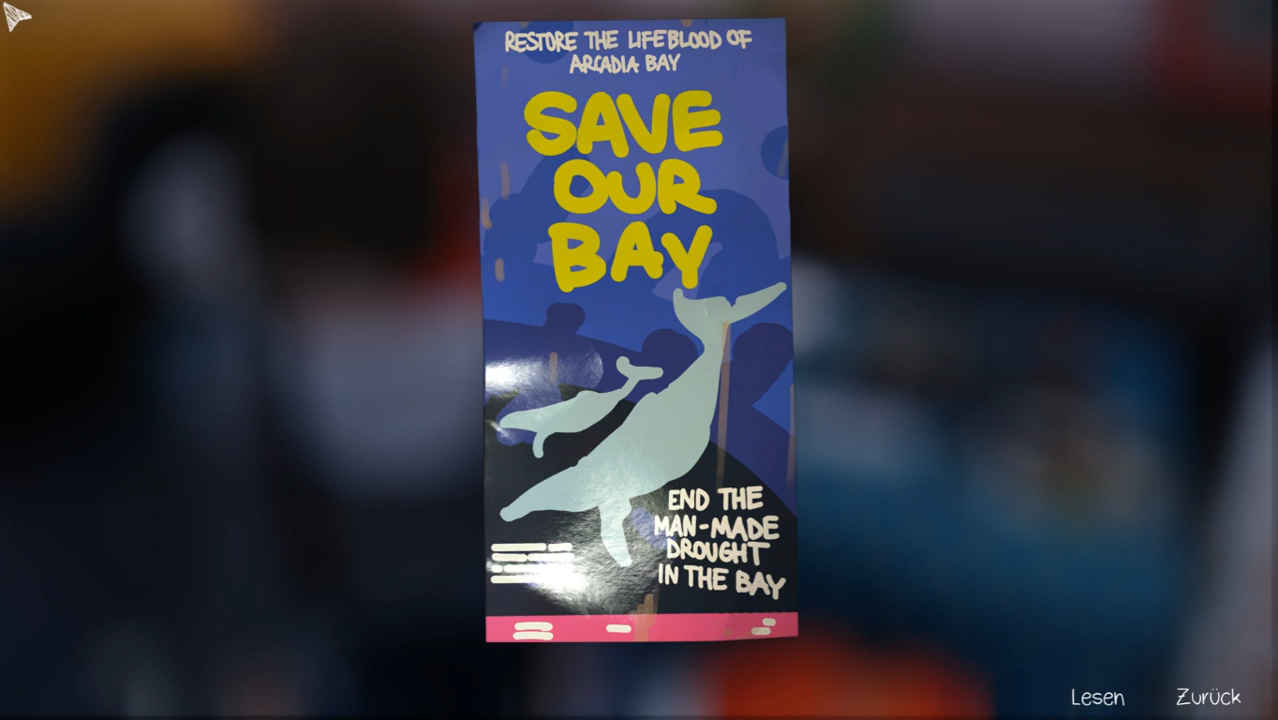 RESTORE THE LIFEBLOOD OF
ARCADIA BAY
SAVE
OUR
BAY
END THE
MAN-MADE
DROUGHT
IN THE BAY
Lesen Zurück